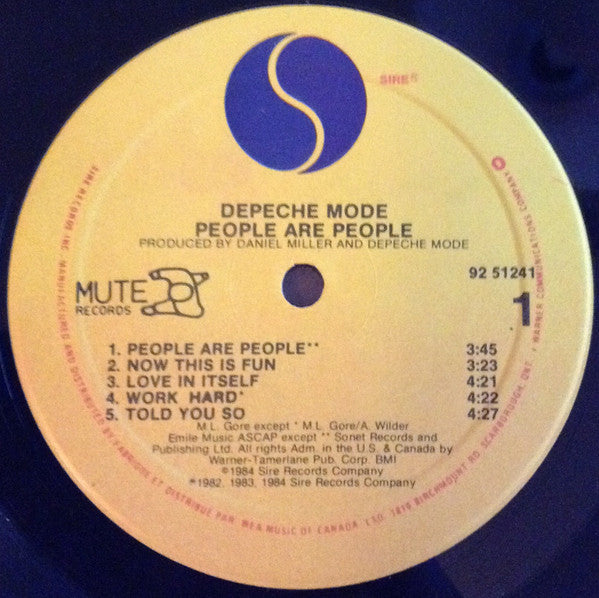 SIRE®
DEPECHE MODE
PEOPLE ARE PEOPLE
PRODUCED BY DANIEL MILLER AND DEPECHE MODE
MUTE
RECORDS
92 51241
1
1. PEOPLE ARE PEOPLE** 3:45
2. NOW THIS IS FUN 3:23
3. LOVE IN ITSELF 4:21
4. WORK HARD* 4:22
5. TOLD YOU SO 4:27
M.L. Gore except * M.L. Gore/A. Wilder
Emile Music ASCAP except ** Sonet Records and
Publishing Ltd. All rights Adm. in the U.S. & Canada by
Warner-Tamerlane Pub. Corp. BMI
℗1984 Sire Records Company
℗1982, 1983, 1984 Sire Records Company
SIRE RECORDS INC. MANUFACTURED AND DISTRIBUTED BY / FABRIQUE ET DISTRIBUÉ PAR WEA MUSIC OF CANADA, LTD. 1810 BIRCHMOUNT RD. SCARBOROUGH, ONT. / WARNER COMMUNICATIONS COMPANY